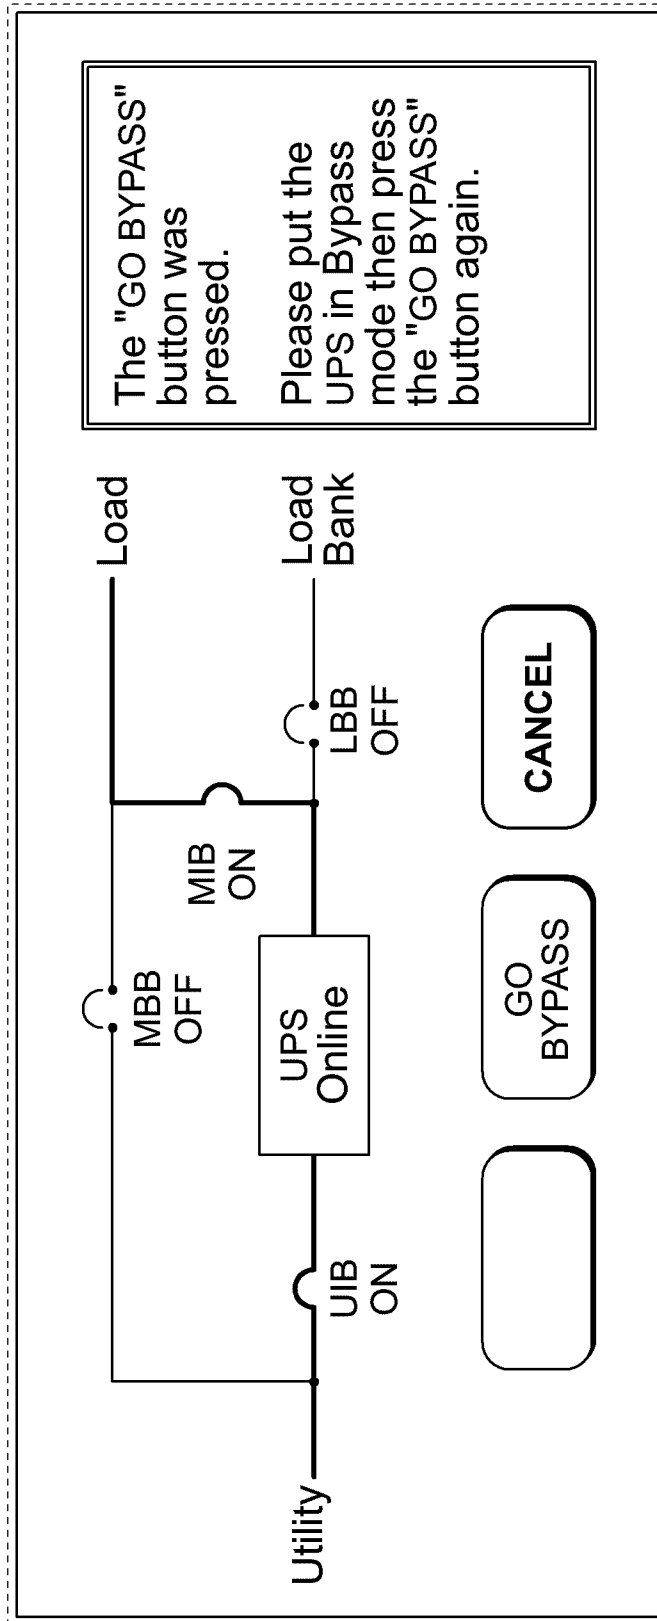 The "GO BYPASS"
button was
pressed.
Please put the
UPS in Bypass
mode then press
the "GO BYPASS"
button again.
Load
Load
Bank
MBB
OFF
MIB
ON
LBB
OFF
UPS
Online
UIB
ON
Utility
GO
BYPASS
CANCEL